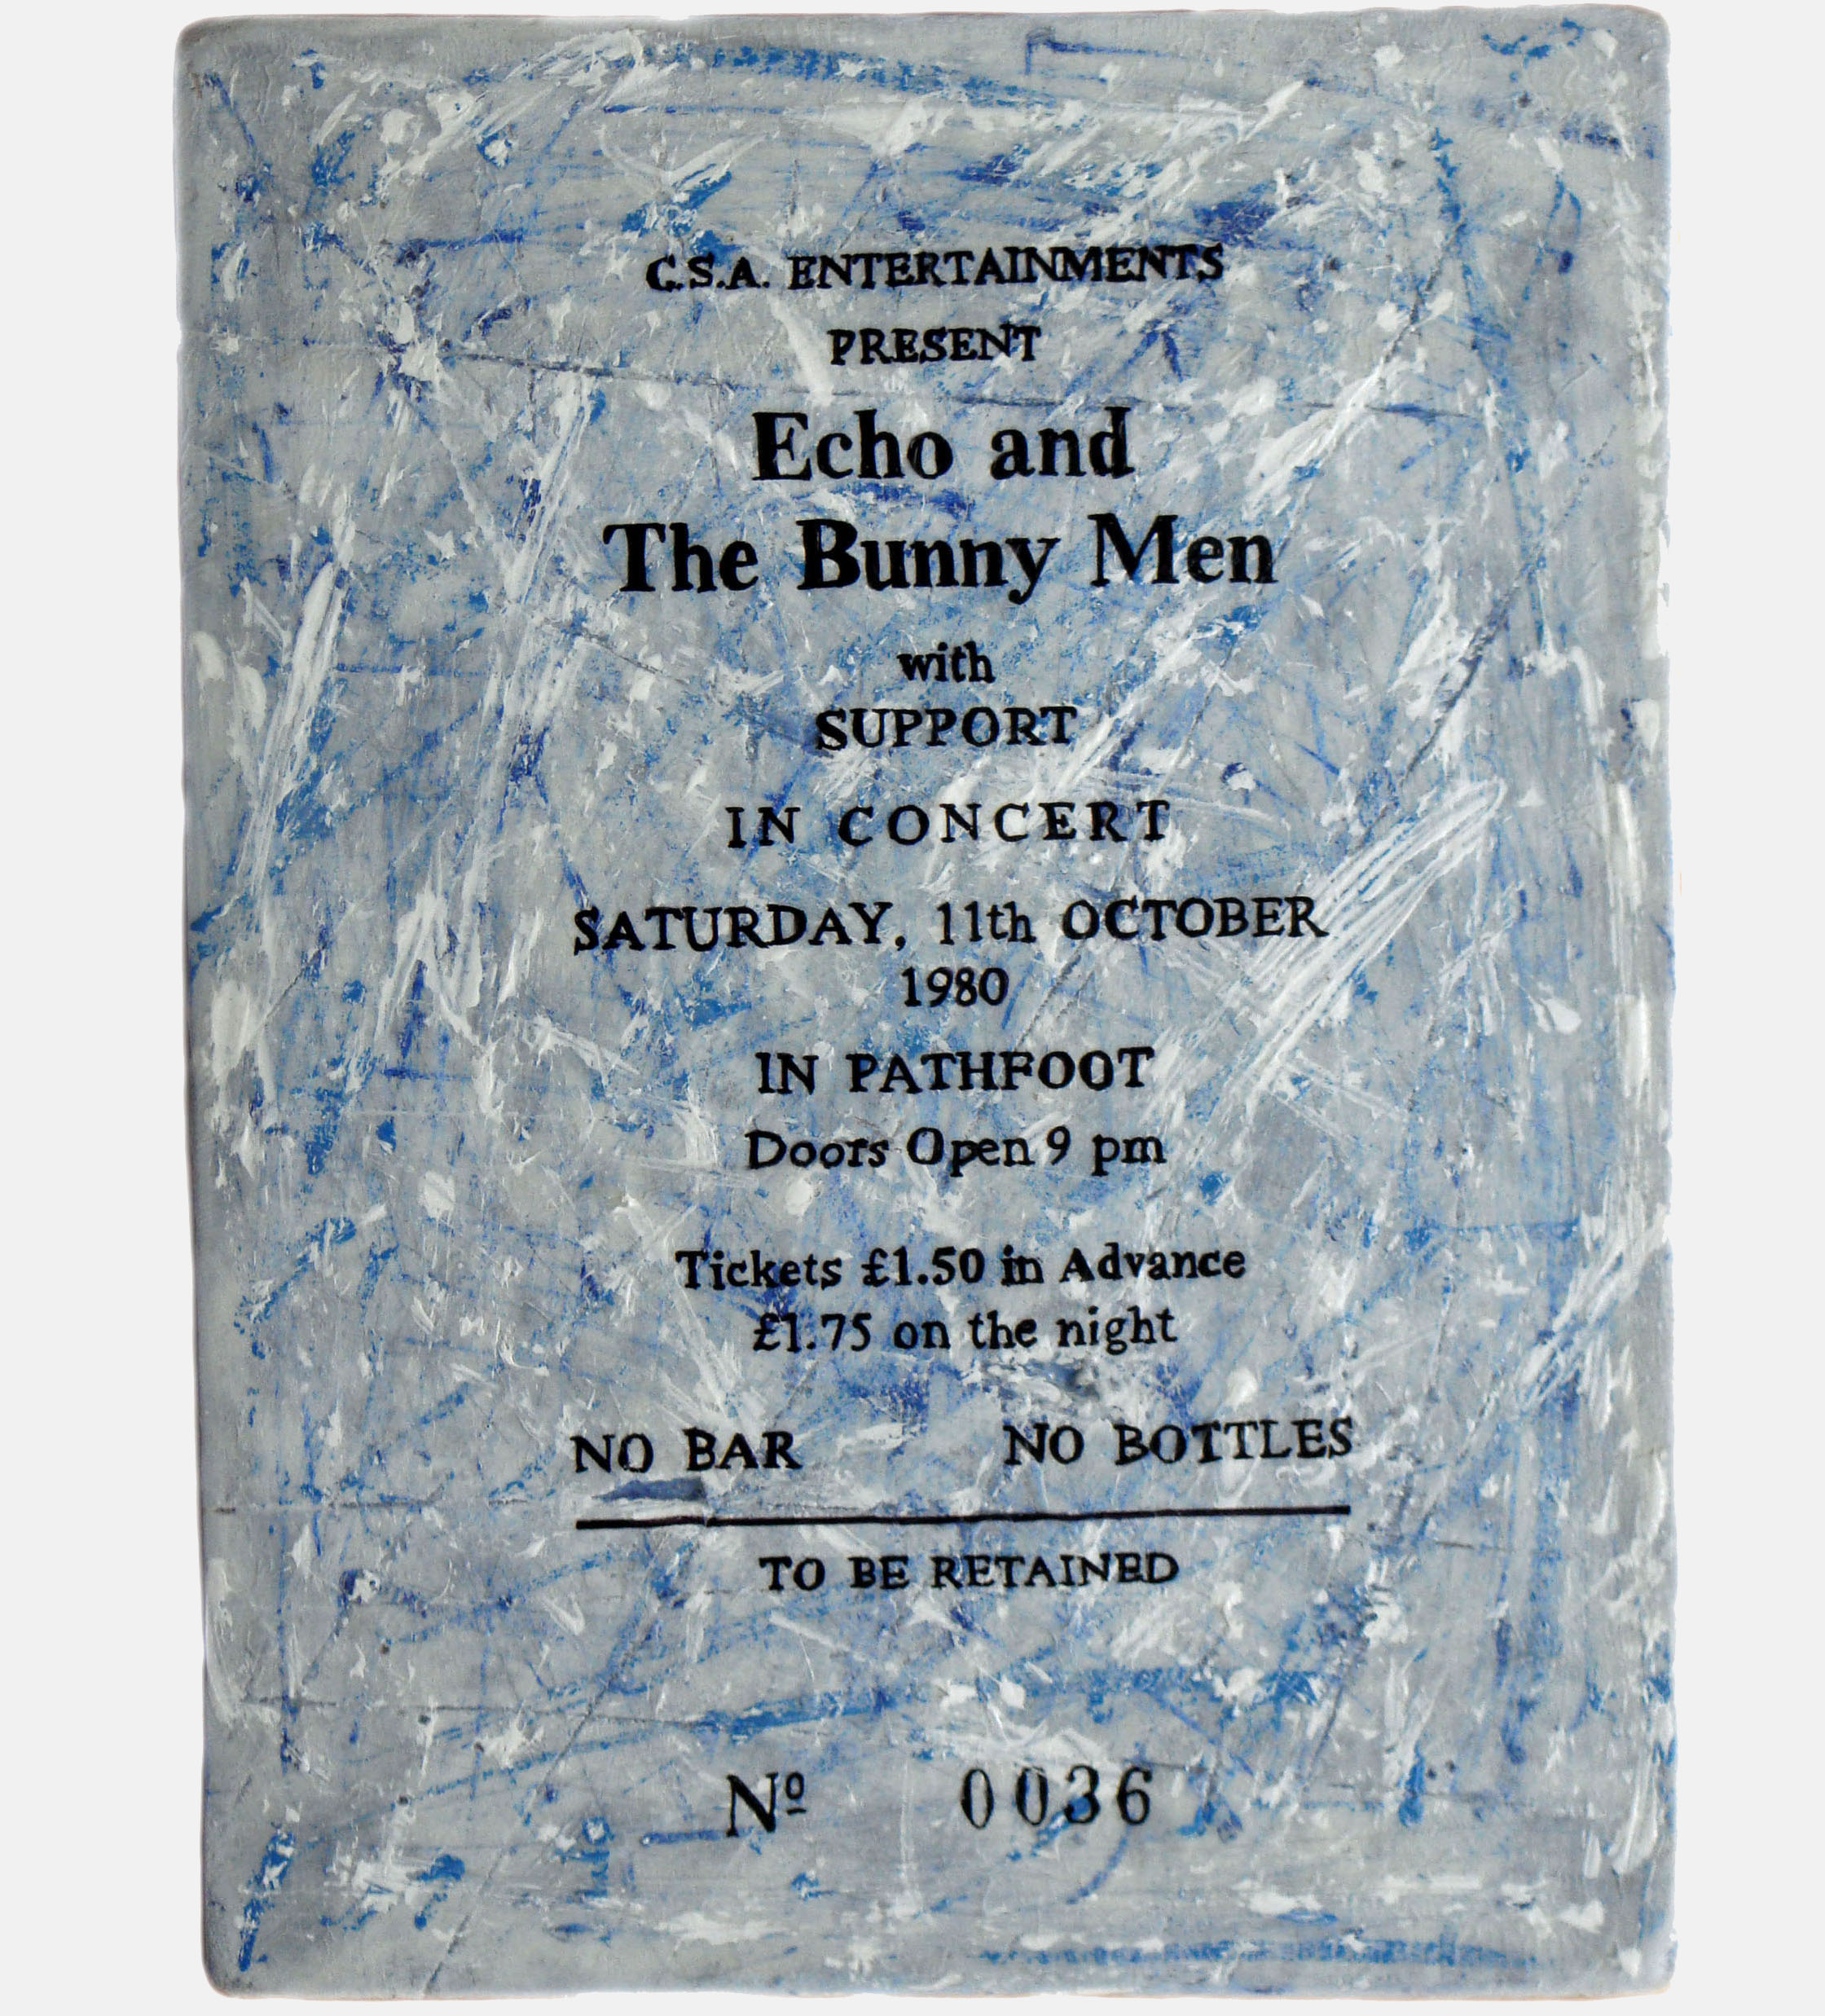 C.S.A. ENTERTAINMENTS
PRESENT
Echo and
The Bunny Men
with
SUPPORT
IN CONCERT
SATURDAY, 11th OCTOBER
1980
IN PATHFOOT
Doors Open 9 pm
Tickets £1.50 in Advance
£1.75 on the night
NO BAR NO BOTTLES
TO BE RETAINED
Nº 0036